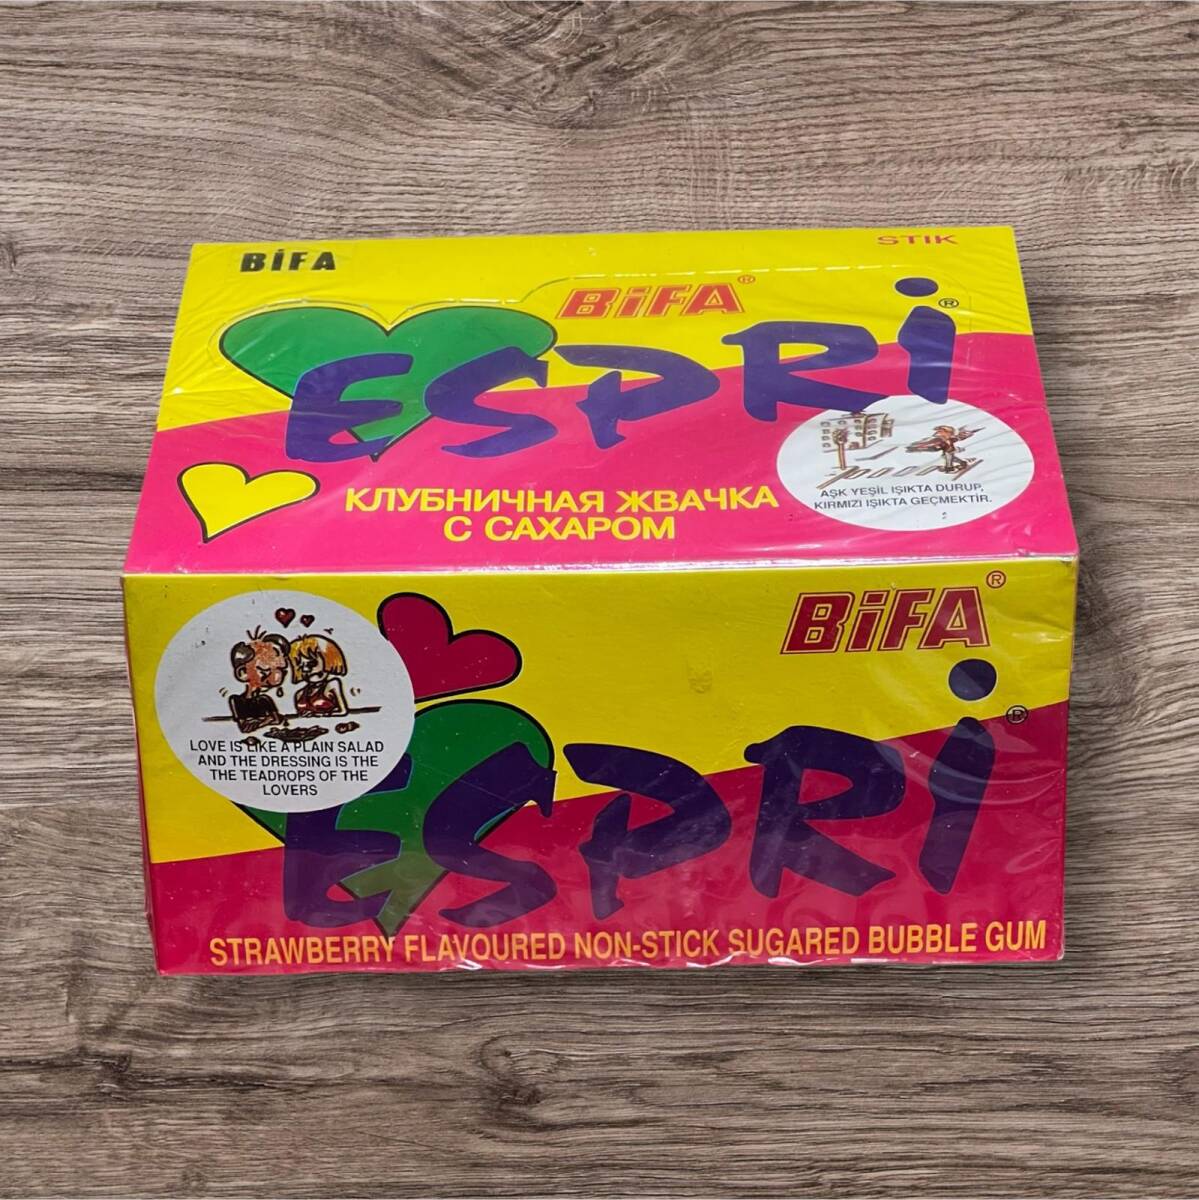 BİFA
STIK
BİFA®
ESPRİ®
КЛУБНИЧНАЯ ЖВАЧКА
С САХАРОМ
AŞK YEŞİL IŞIKTA DURUP,
KIRMIZI IŞIKTA GEÇMEKTİR.
BİFA®
ESPRİ®
LOVE IS LIKE A PLAIN SALAD
AND THE DRESSING IS THE
THE TEADROPS OF THE
LOVERS
STRAWBERRY FLAVOURED NON-STICK SUGARED BUBBLE GUM